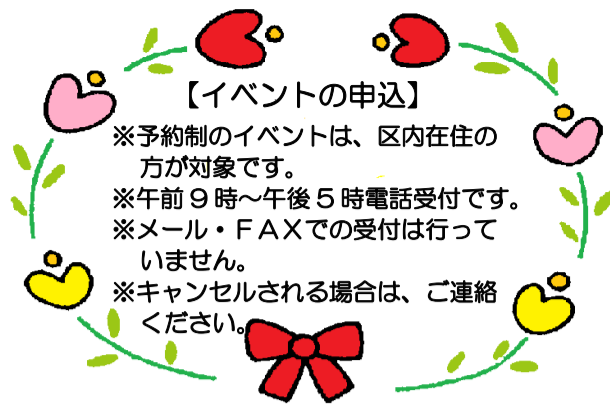 【イベントの申込】
※予約制のイベントは、区内在住の
方が対象です。
※午前９時～午後５時電話受付です。
※メール・ＦＡＸでの受付は行って
いません。
※キャンセルされる場合は、ご連絡
ください。